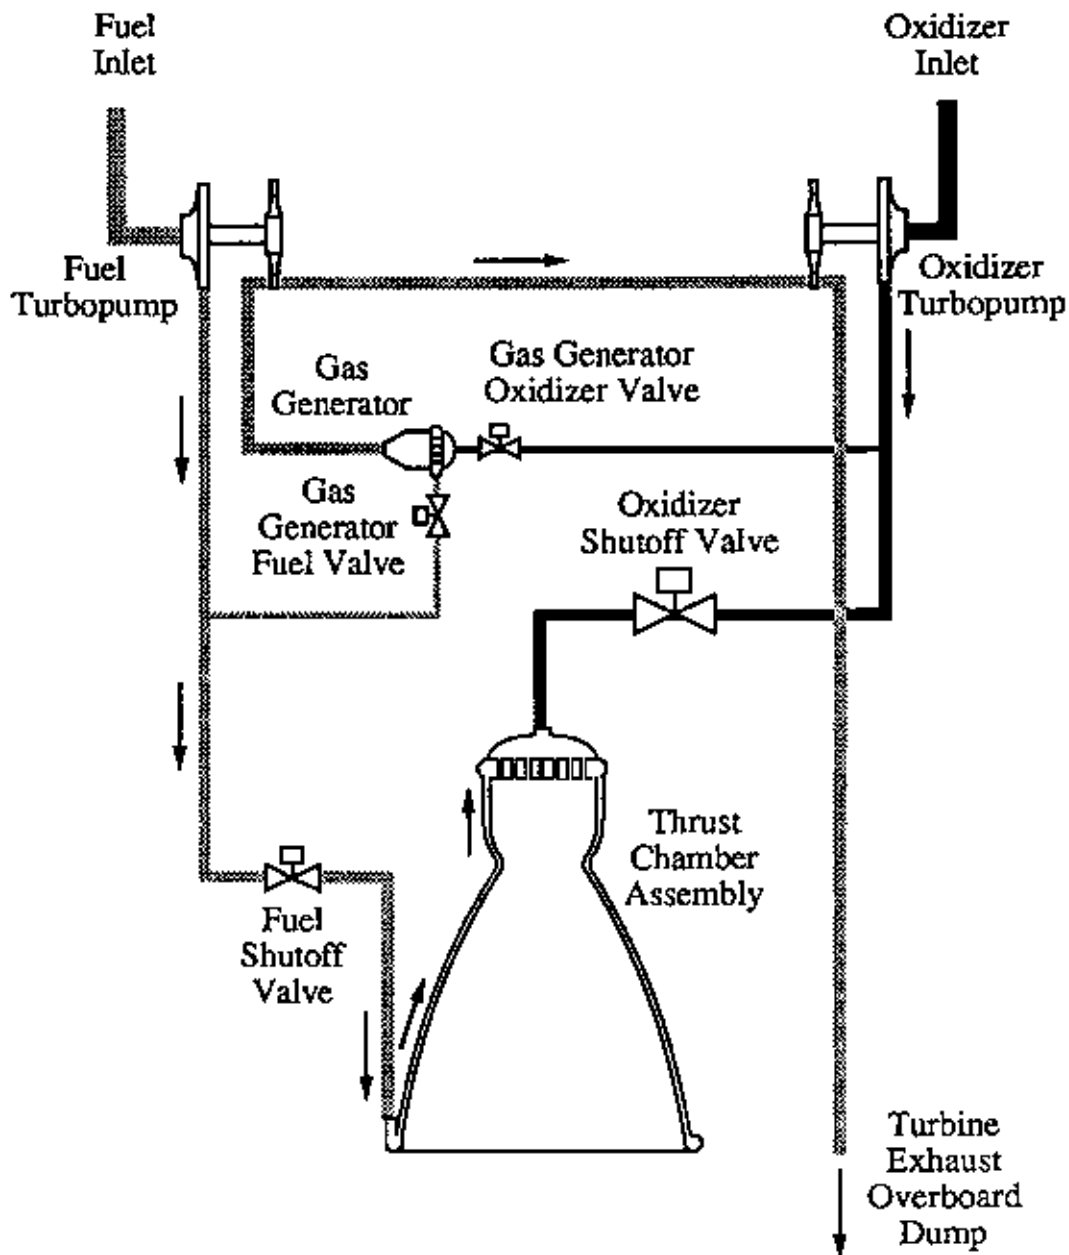 Fuel
Inlet
Oxidizer
Inlet
Fuel
Turbopump
Oxidizer
Turbopump
Gas
Generator
Gas Generator
Oxidizer Valve
Gas
Generator
Fuel Valve
Oxidizer
Shutoff Valve
Thrust
Chamber
Assembly
Fuel
Shutoff
Valve
Turbine
Exhaust
Overboard
Dump